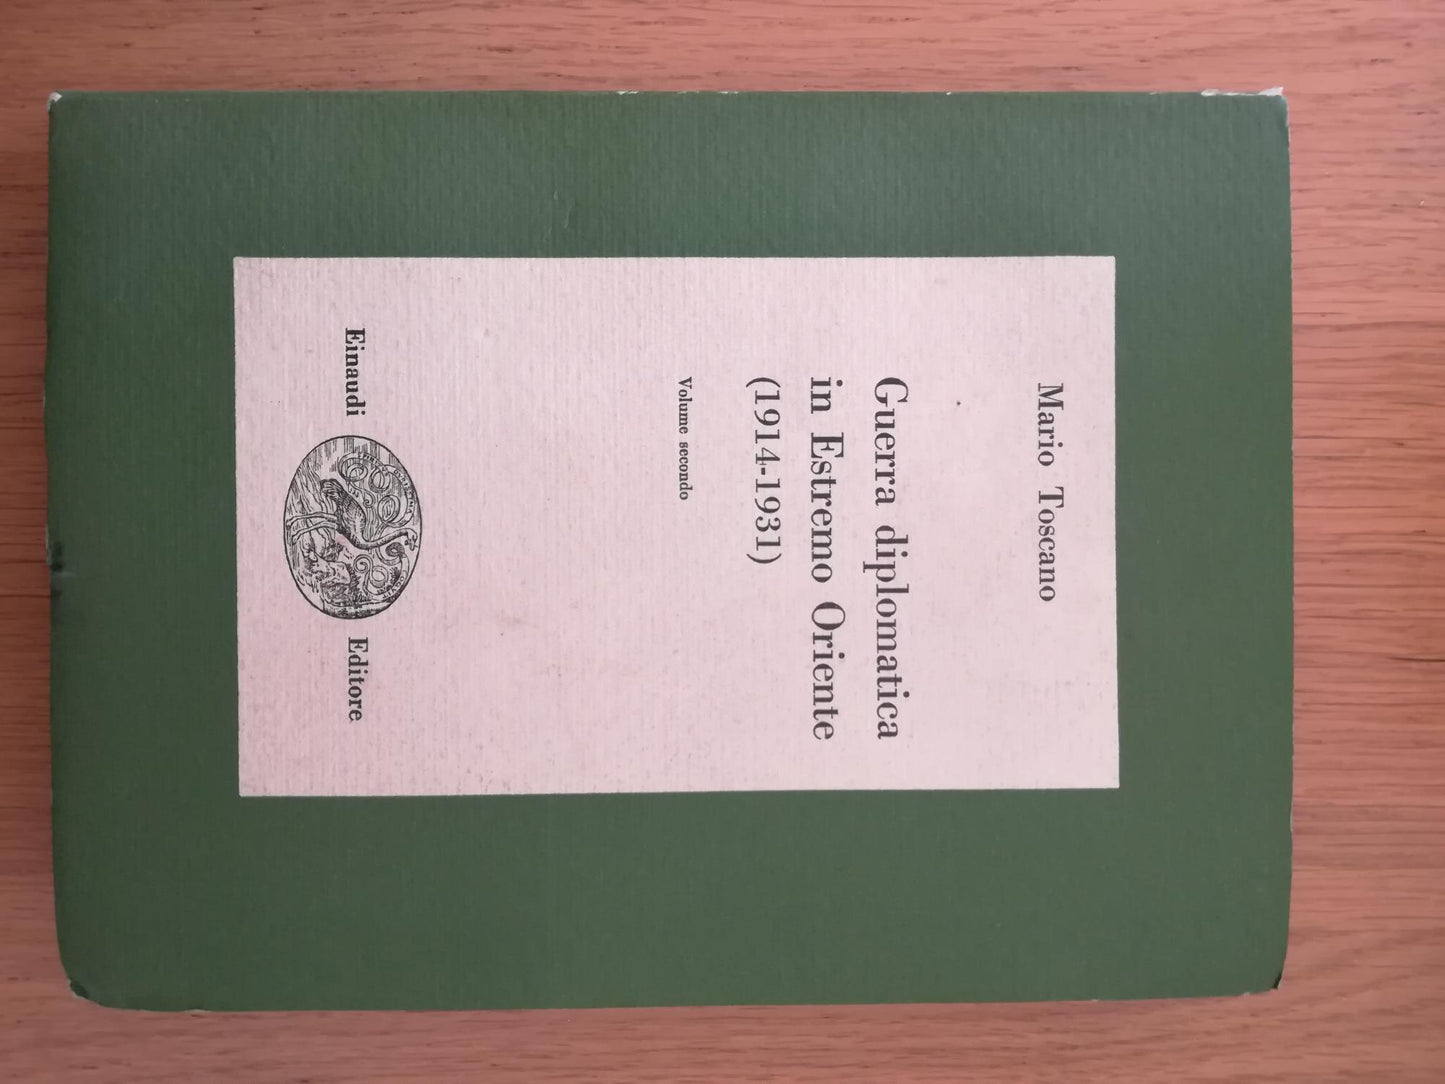 Mario Toscano
Guerra diplomatica
in Estremo Oriente
(1914-1931)
Volume secondo
Einaudi
Editore